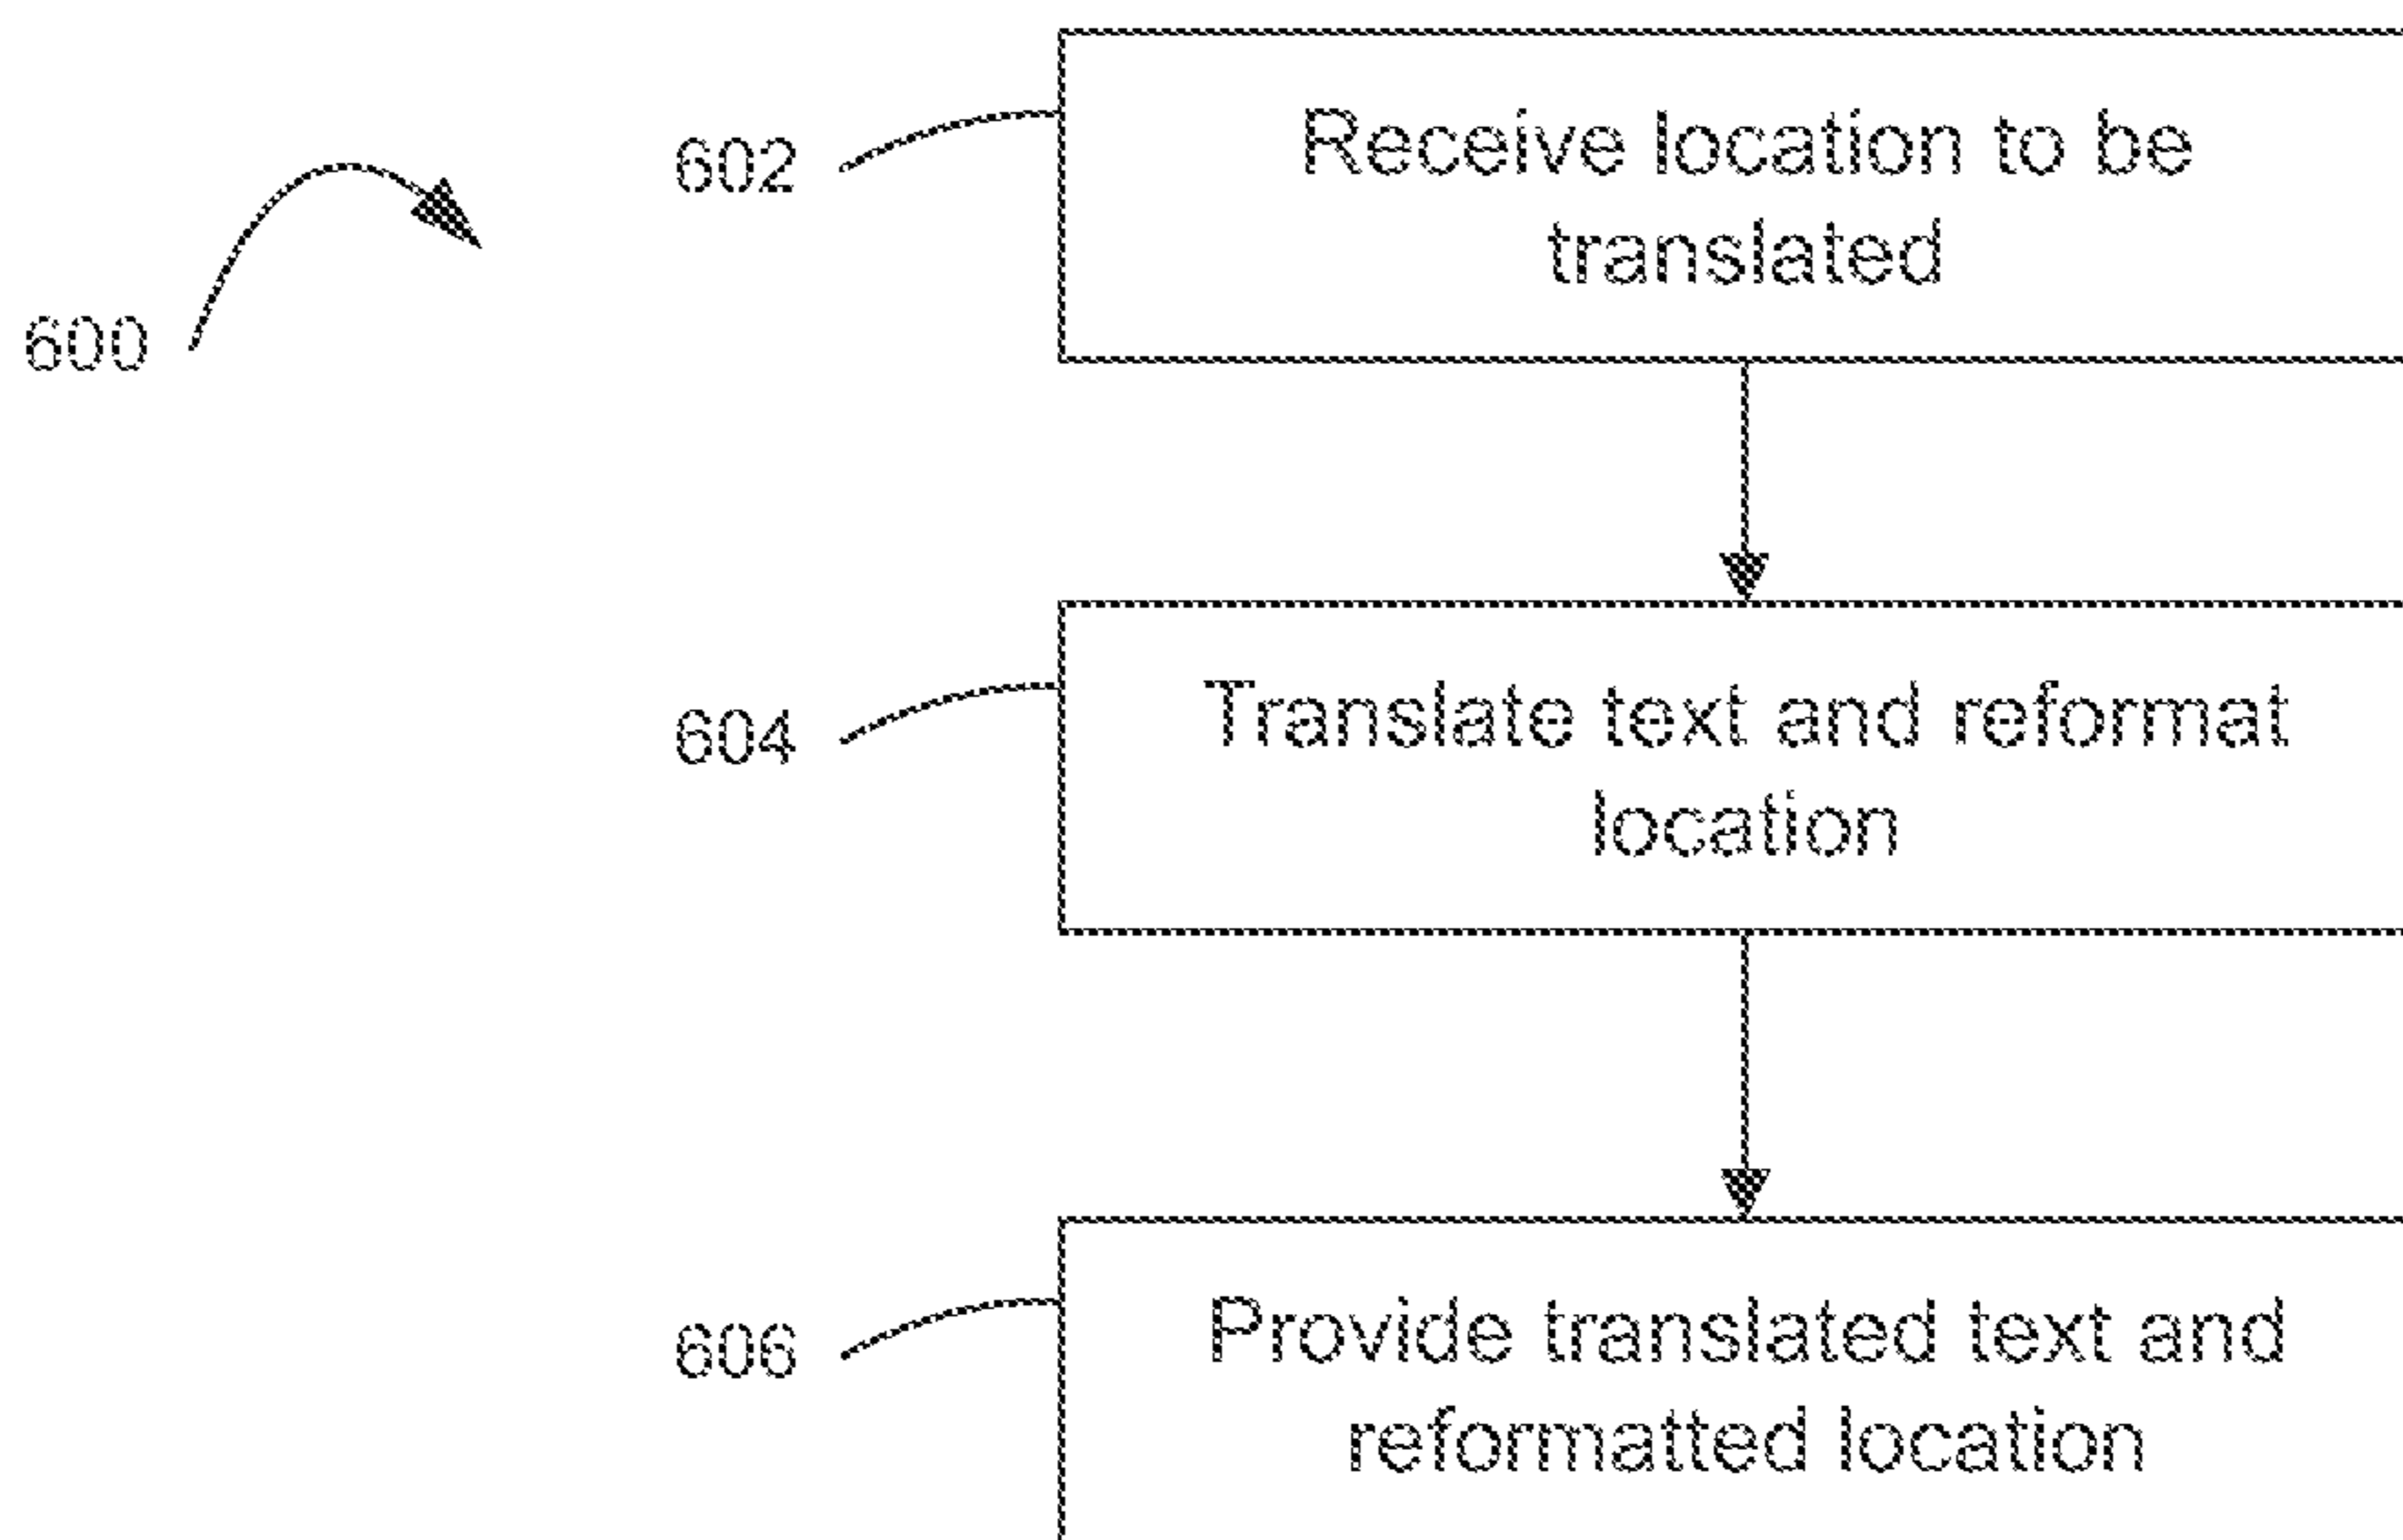 600
602
Receive location to be
translated
604
Translate text and reformat
location
606
Provide translated text and
reformatted location